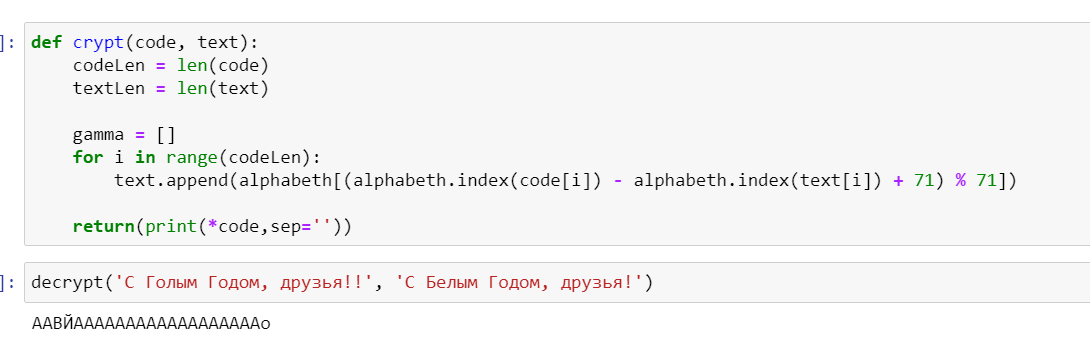 ]: def crypt(code, text):
    codeLen = len(code)
    textLen = len(text)
    gamma = []
    for i in range(codeLen):
        text.append(alphabeth[(alphabeth.index(code[i]) - alphabeth.index(text[i]) + 71) % 71])
    return(print(*code,sep=''))
]: decrypt('С Голым Годом, друзья!!', 'С Белым Годом, друзья!')
ААВЙАААААААААААААААААAо